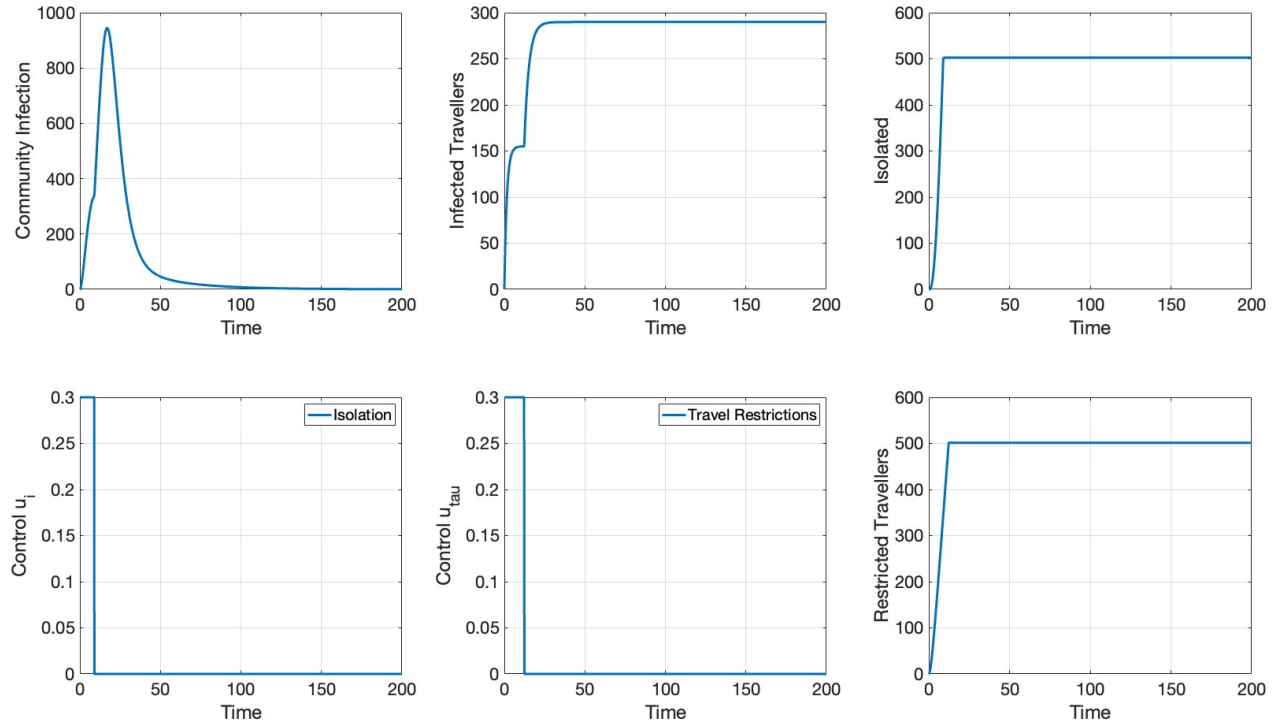 1000
800
600
400
200
0
Community Infection
0 50 100 150 200
Time
300
250
200
150
100
50
0
Infected Travellers
0 50 100 150 200
Time
600
500
400
300
200
100
0
Isolated
0 50 100 150 200
Time
0.3
0.25
0.2
0.15
0.1
0.05
0
Control u_i
Isolation
0 50 100 150 200
Time
0.3
0.25
0.2
0.15
0.1
0.05
0
Control u_tau
Travel Restrictions
0 50 100 150 200
Time
600
500
400
300
200
100
0
Restricted Travellers
0 50 100 150 200
Time